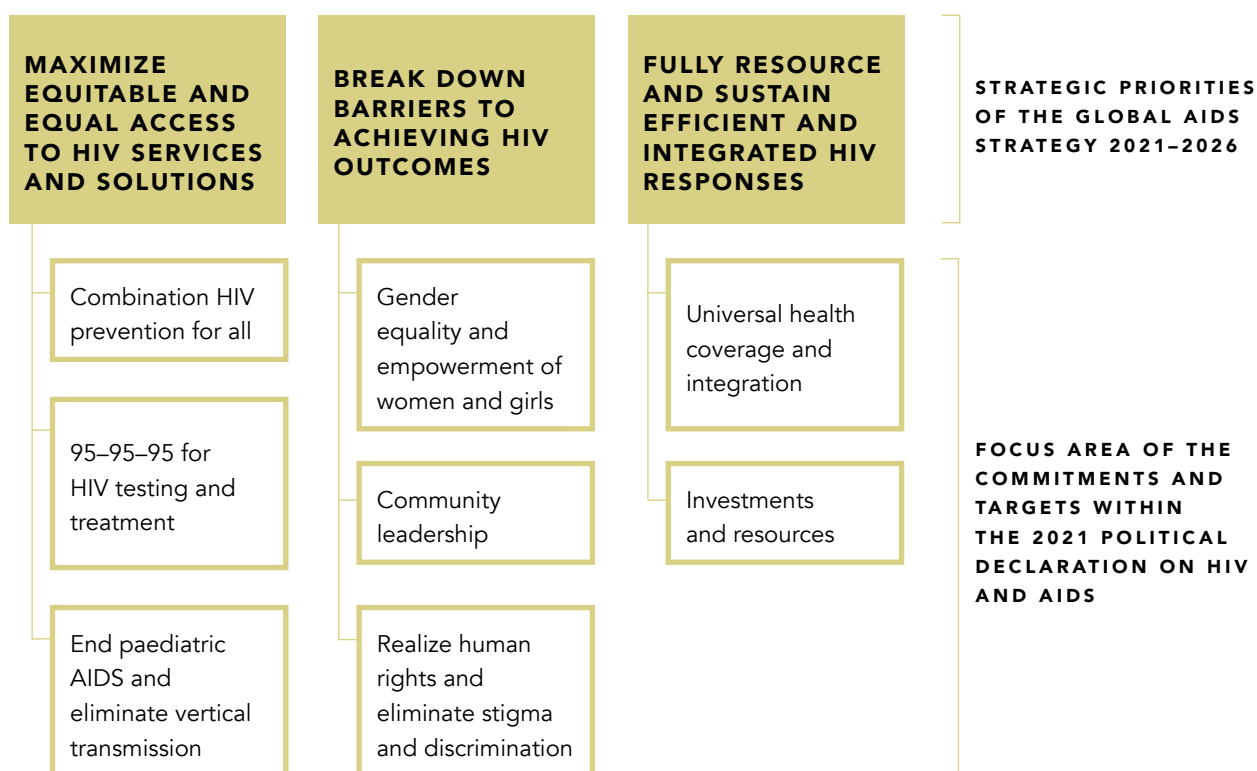 MAXIMIZE
EQUITABLE AND
EQUAL ACCESS
TO HIV SERVICES
AND SOLUTIONS
BREAK DOWN
BARRIERS TO
ACHIEVING HIV
OUTCOMES
FULLY RESOURCE
AND SUSTAIN
EFFICIENT AND
INTEGRATED HIV
RESPONSES
STRATEGIC PRIORITIES
OF THE GLOBAL AIDS
STRATEGY 2021–2026
Combination HIV
prevention for all
95–95–95 for
HIV testing and
treatment
End paediatric
AIDS and
eliminate vertical
transmission
Gender
equality and
empowerment of
women and girls
Community
leadership
Realize human
rights and
eliminate stigma
and discrimination
Universal health
coverage and
integration
Investments
and resources
FOCUS AREA OF THE
COMMITMENTS AND
TARGETS WITHIN
THE 2021 POLITICAL
DECLARATION ON HIV
AND AIDS